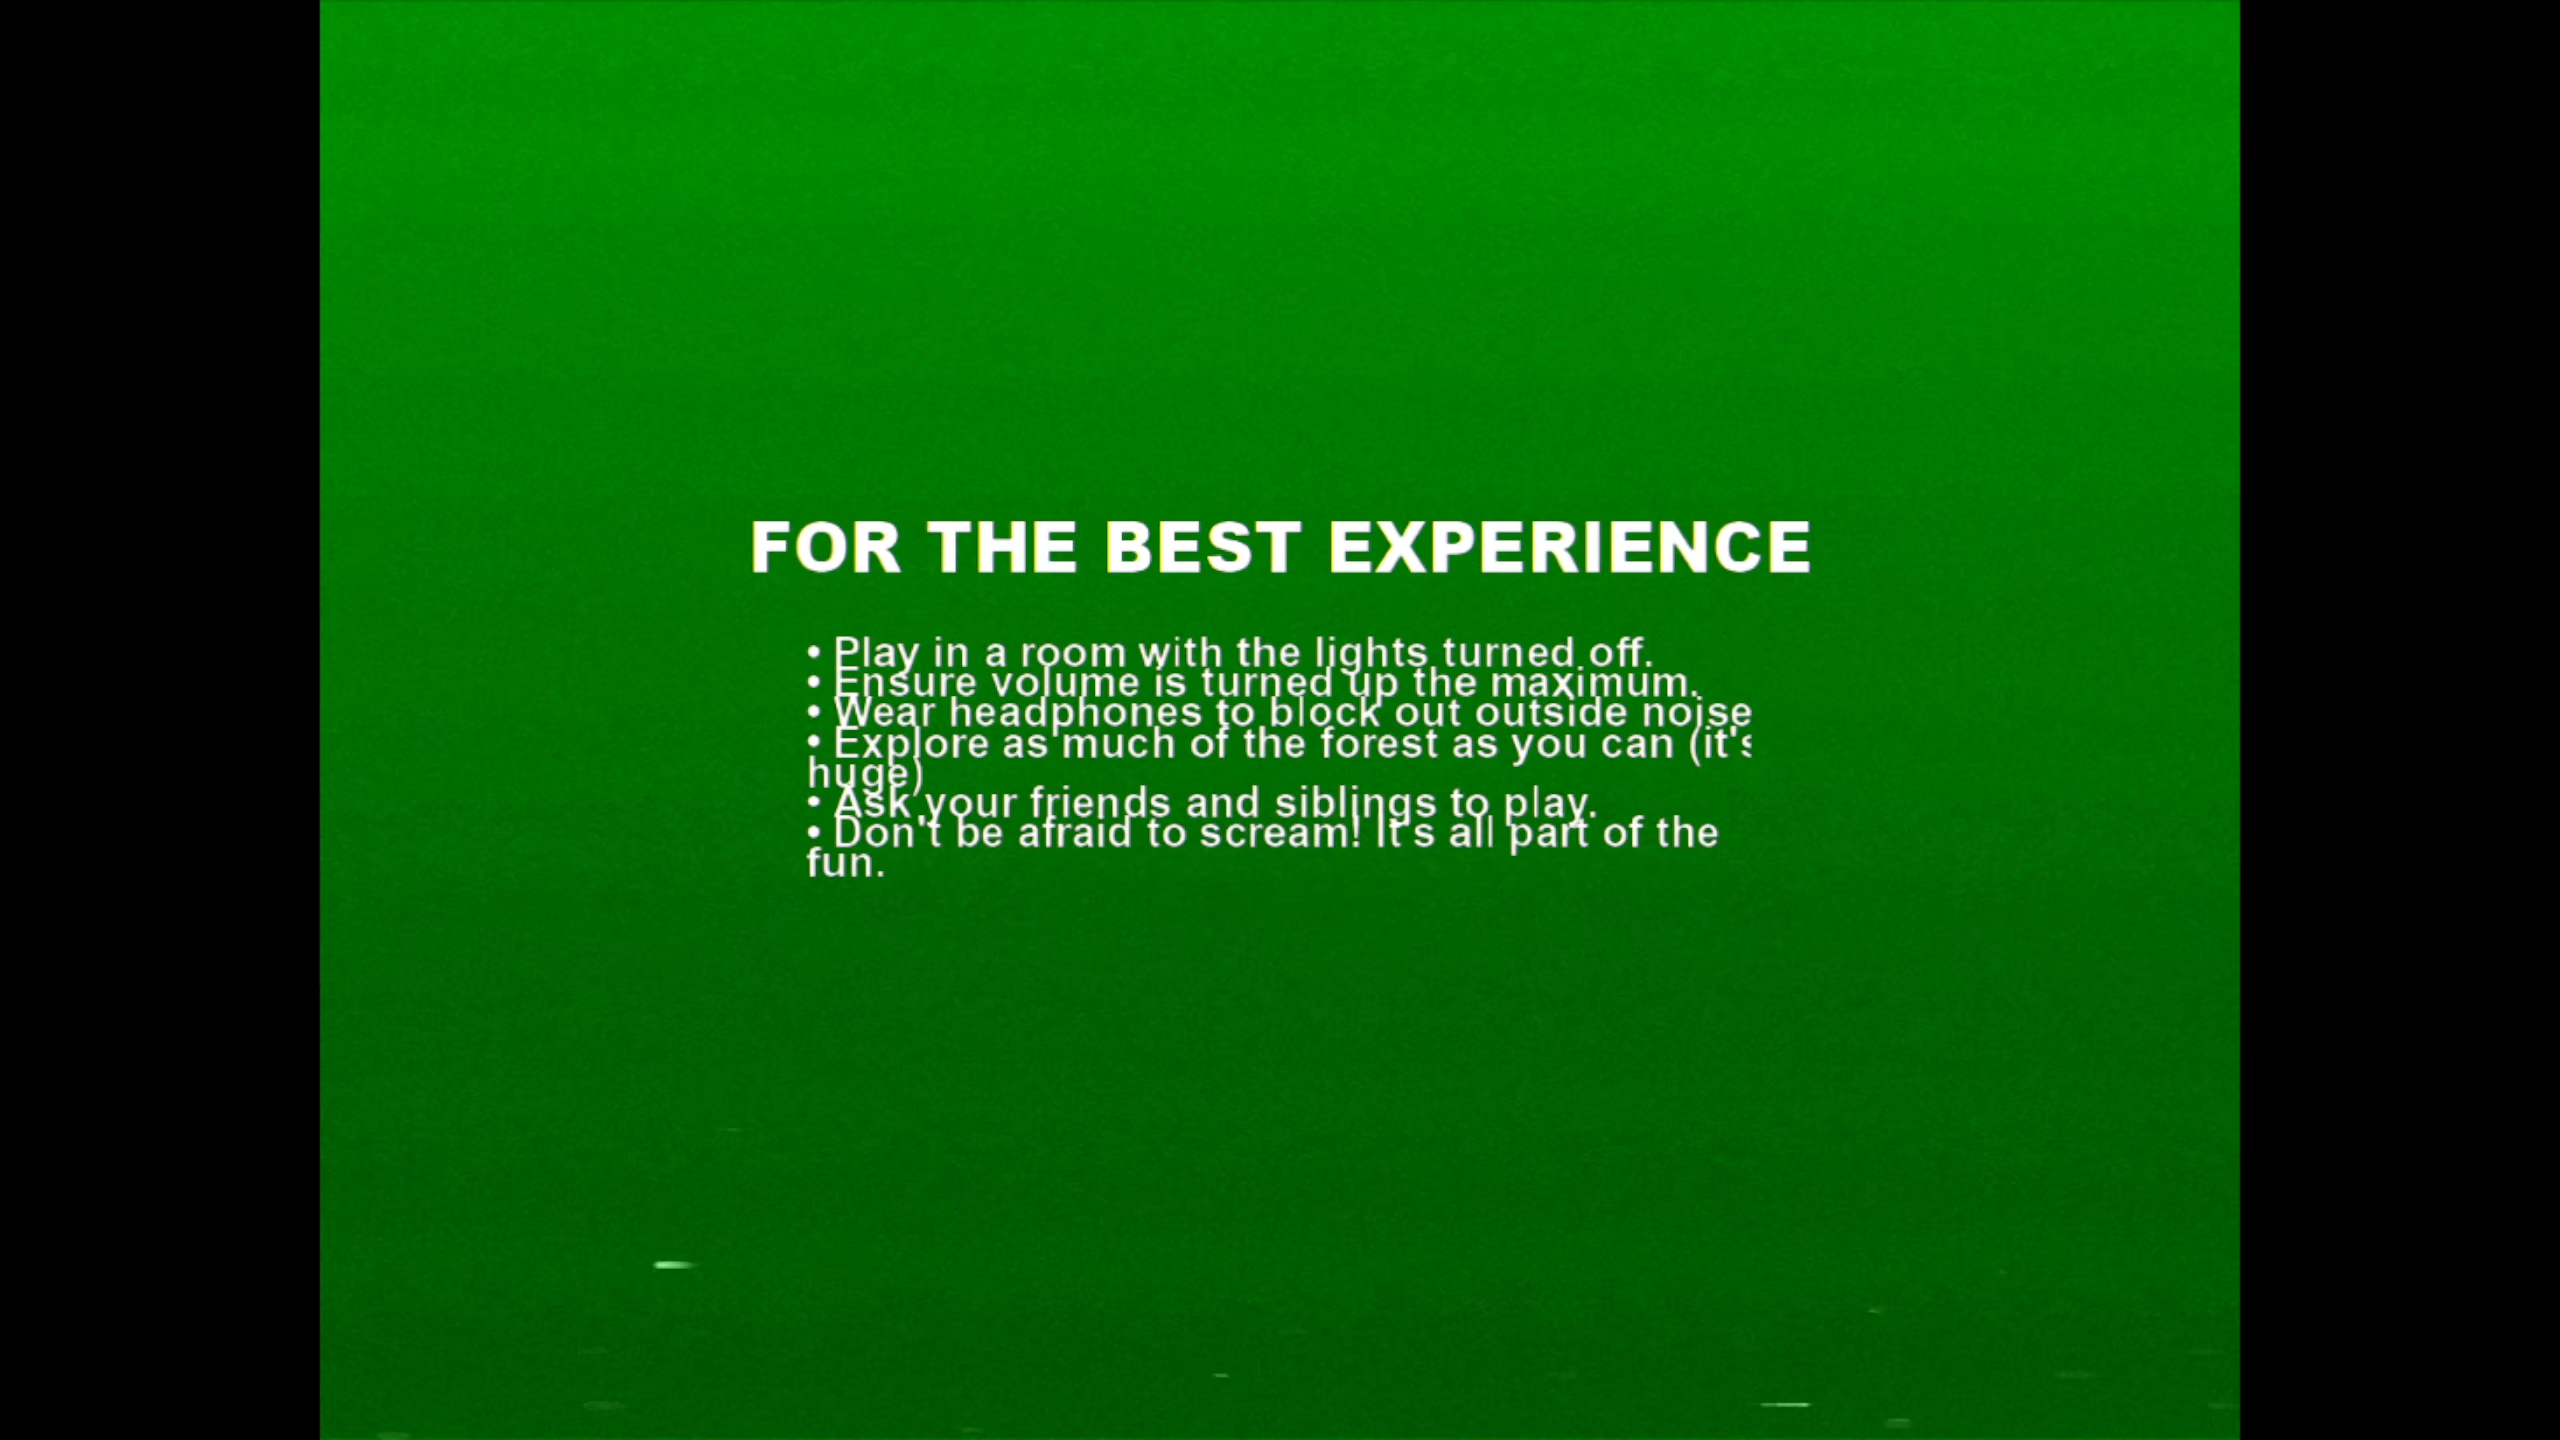 FOR THE BEST EXPERIENCE
• Play in a room with the lights turned off.
• Ensure volume is turned up the maximum.
• Wear headphones to block out outside noise
• Explore as much of the forest as you can (it's
huge)
• Ask your friends and siblings to play.
• Don't be afraid to scream! It's all part of the
fun.